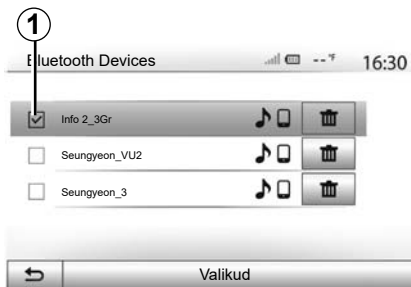 1
Bluetooth Devices -- °F 16:30
Info 2_3Gr
Seungyeon_VU2
Seungyeon_3
Valikud